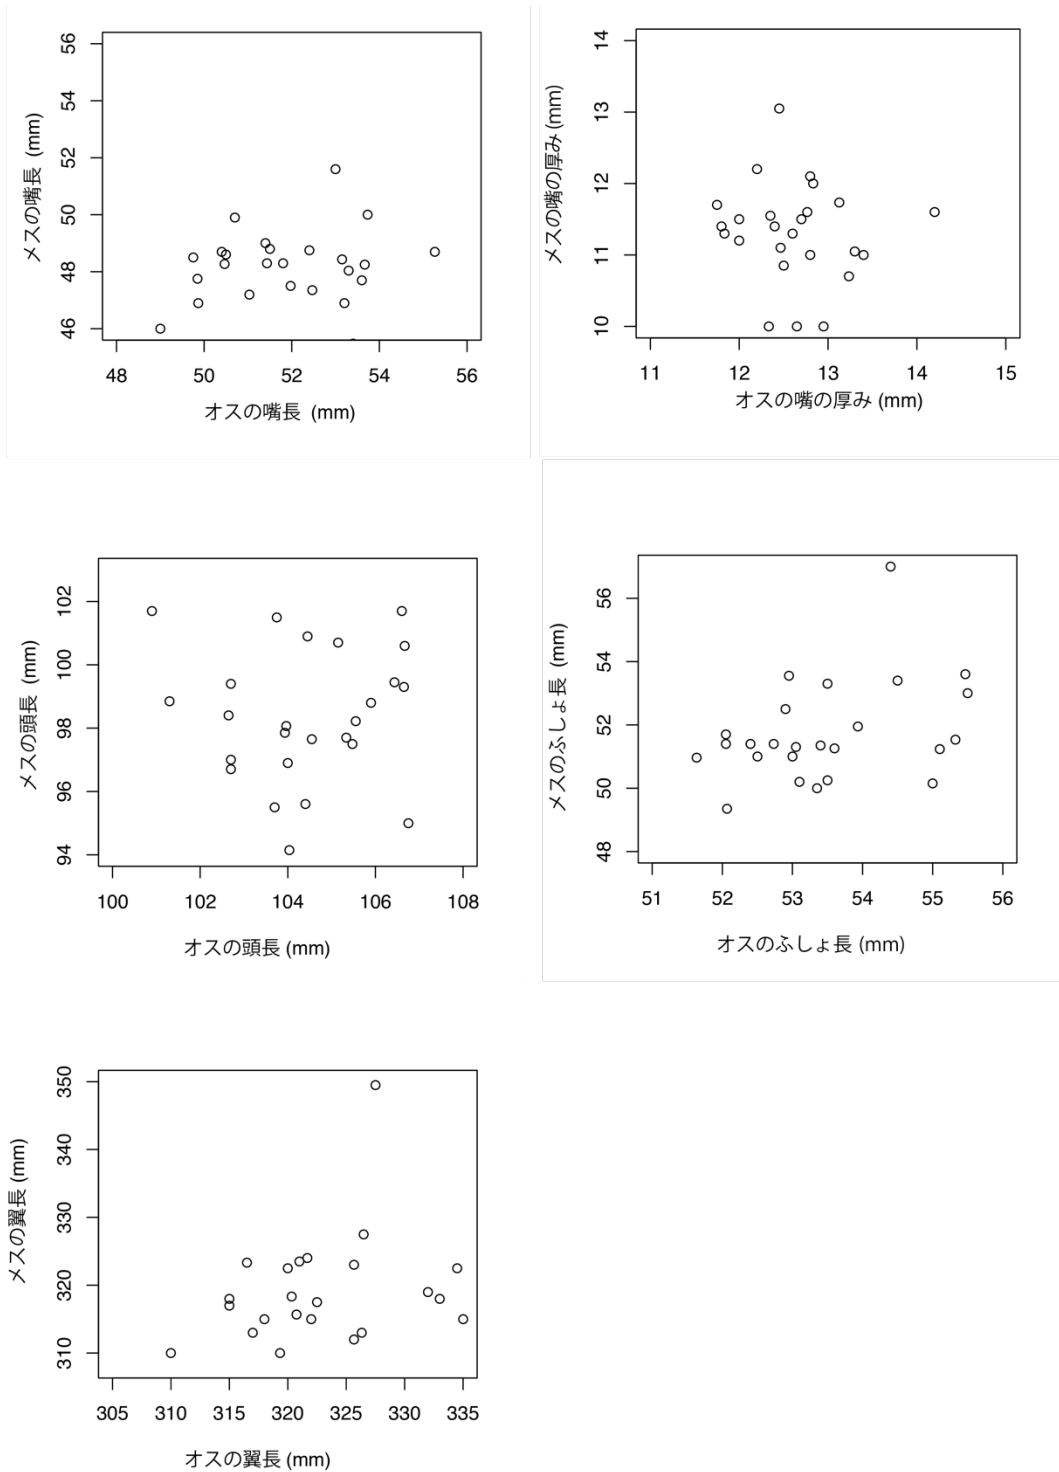 メスの嘴長 (mm)
56
54
52
50
48
46
48 50 52 54 56
オスの嘴長 (mm)
メスの嘴の厚み (mm)
14
13
12
11
10
11 12 13 14 15
オスの嘴の厚み (mm)
メスの頭長 (mm)
102
100
98
96
94
100 102 104 106 108
オスの頭長 (mm)
メスのふしょ長 (mm)
56
54
52
50
48
51 52 53 54 55 56
オスのふしょ長 (mm)
メスの翼長 (mm)
350
340
330
320
310
305 310 315 320 325 330 335
オスの翼長 (mm)